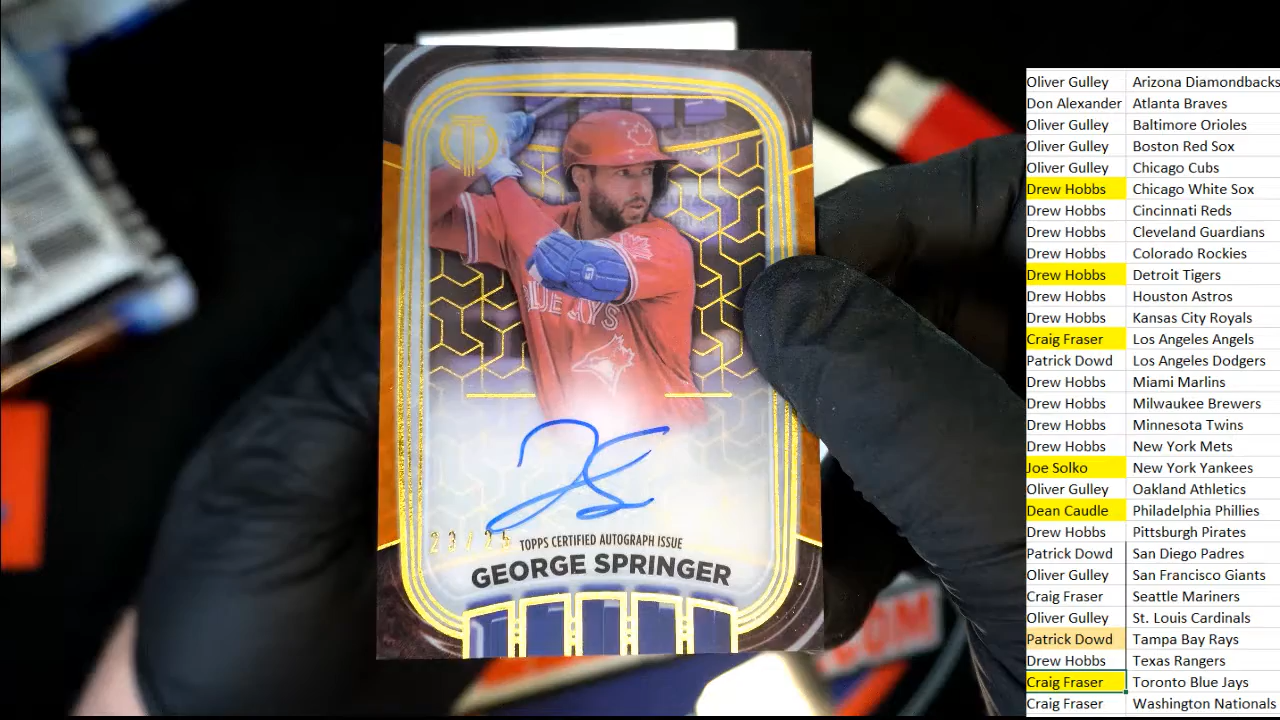 BLUE JAYS
23/25 TOPPS CERTIFIED AUTOGRAPH ISSUE
GEORGE SPRINGER
Oliver Gulley Arizona Diamondbacks
Don Alexander Atlanta Braves
Oliver Gulley Baltimore Orioles
Oliver Gulley Boston Red Sox
Oliver Gulley Chicago Cubs
Drew Hobbs Chicago White Sox
Drew Hobbs Cincinnati Reds
Drew Hobbs Cleveland Guardians
Drew Hobbs Colorado Rockies
Drew Hobbs Detroit Tigers
Drew Hobbs Houston Astros
Drew Hobbs Kansas City Royals
Craig Fraser Los Angeles Angels
Patrick Dowd Los Angeles Dodgers
Drew Hobbs Miami Marlins
Drew Hobbs Milwaukee Brewers
Drew Hobbs Minnesota Twins
Drew Hobbs New York Mets
Joe Solko New York Yankees
Oliver Gulley Oakland Athletics
Dean Caudle Philadelphia Phillies
Drew Hobbs Pittsburgh Pirates
Patrick Dowd San Diego Padres
Oliver Gulley San Francisco Giants
Craig Fraser Seattle Mariners
Oliver Gulley St. Louis Cardinals
Patrick Dowd Tampa Bay Rays
Drew Hobbs Texas Rangers
Craig Fraser Toronto Blue Jays
Craig Fraser Washington Nationals